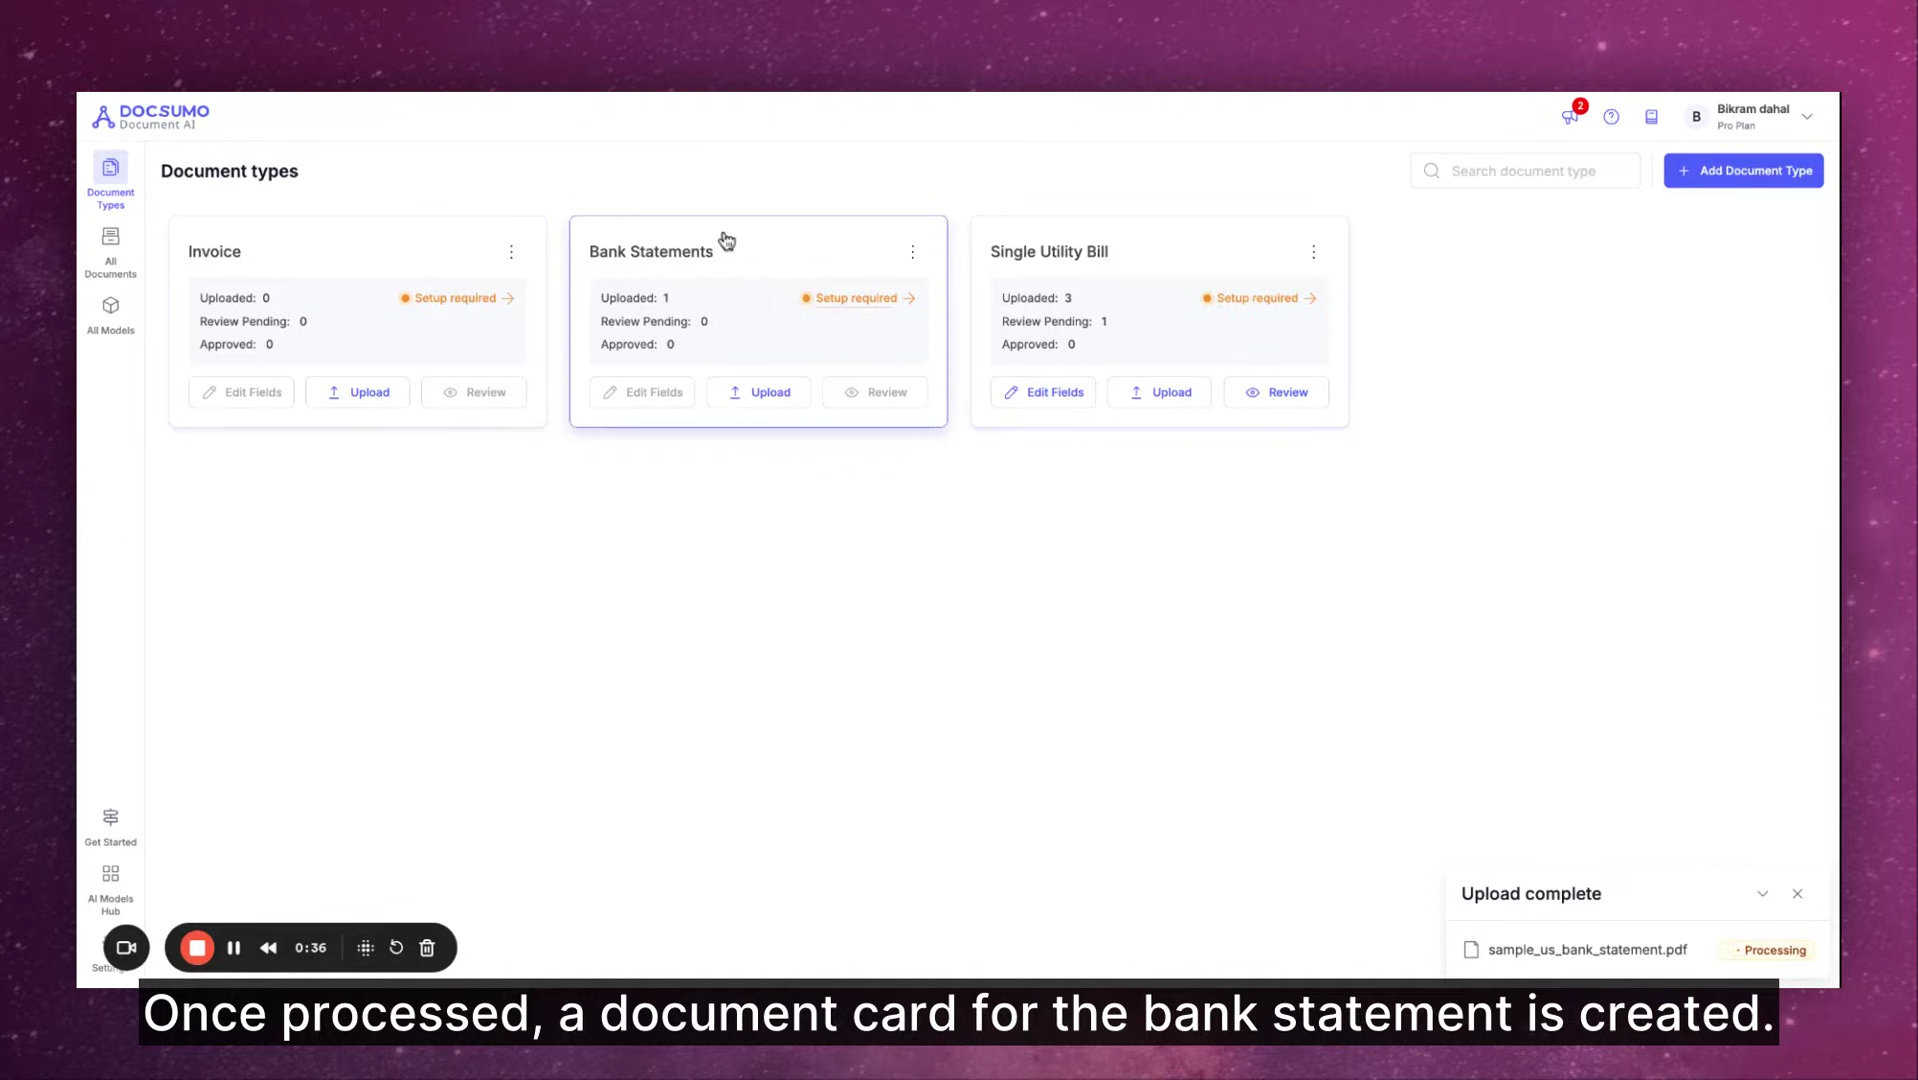 DOCSUMO
Document AI
2
B
Bikram dahal
Pro Plan
Document types
Search document type
+ Add Document Type
Document
Types
All
Documents
All Models
Invoice
Uploaded: 0
Setup required
Review Pending: 0
Approved: 0
Edit Fields
Upload
Review
Bank Statements
Uploaded: 1
Setup required
Review Pending: 0
Approved: 0
Edit Fields
Upload
Review
Single Utility Bill
Uploaded: 3
Setup required
Review Pending: 1
Approved: 0
Edit Fields
Upload
Review
Get Started
AI Models
Hub
Upload complete
sample_us_bank_statement.pdf
Processing
0:36
Once processed, a document card for the bank statement is created.